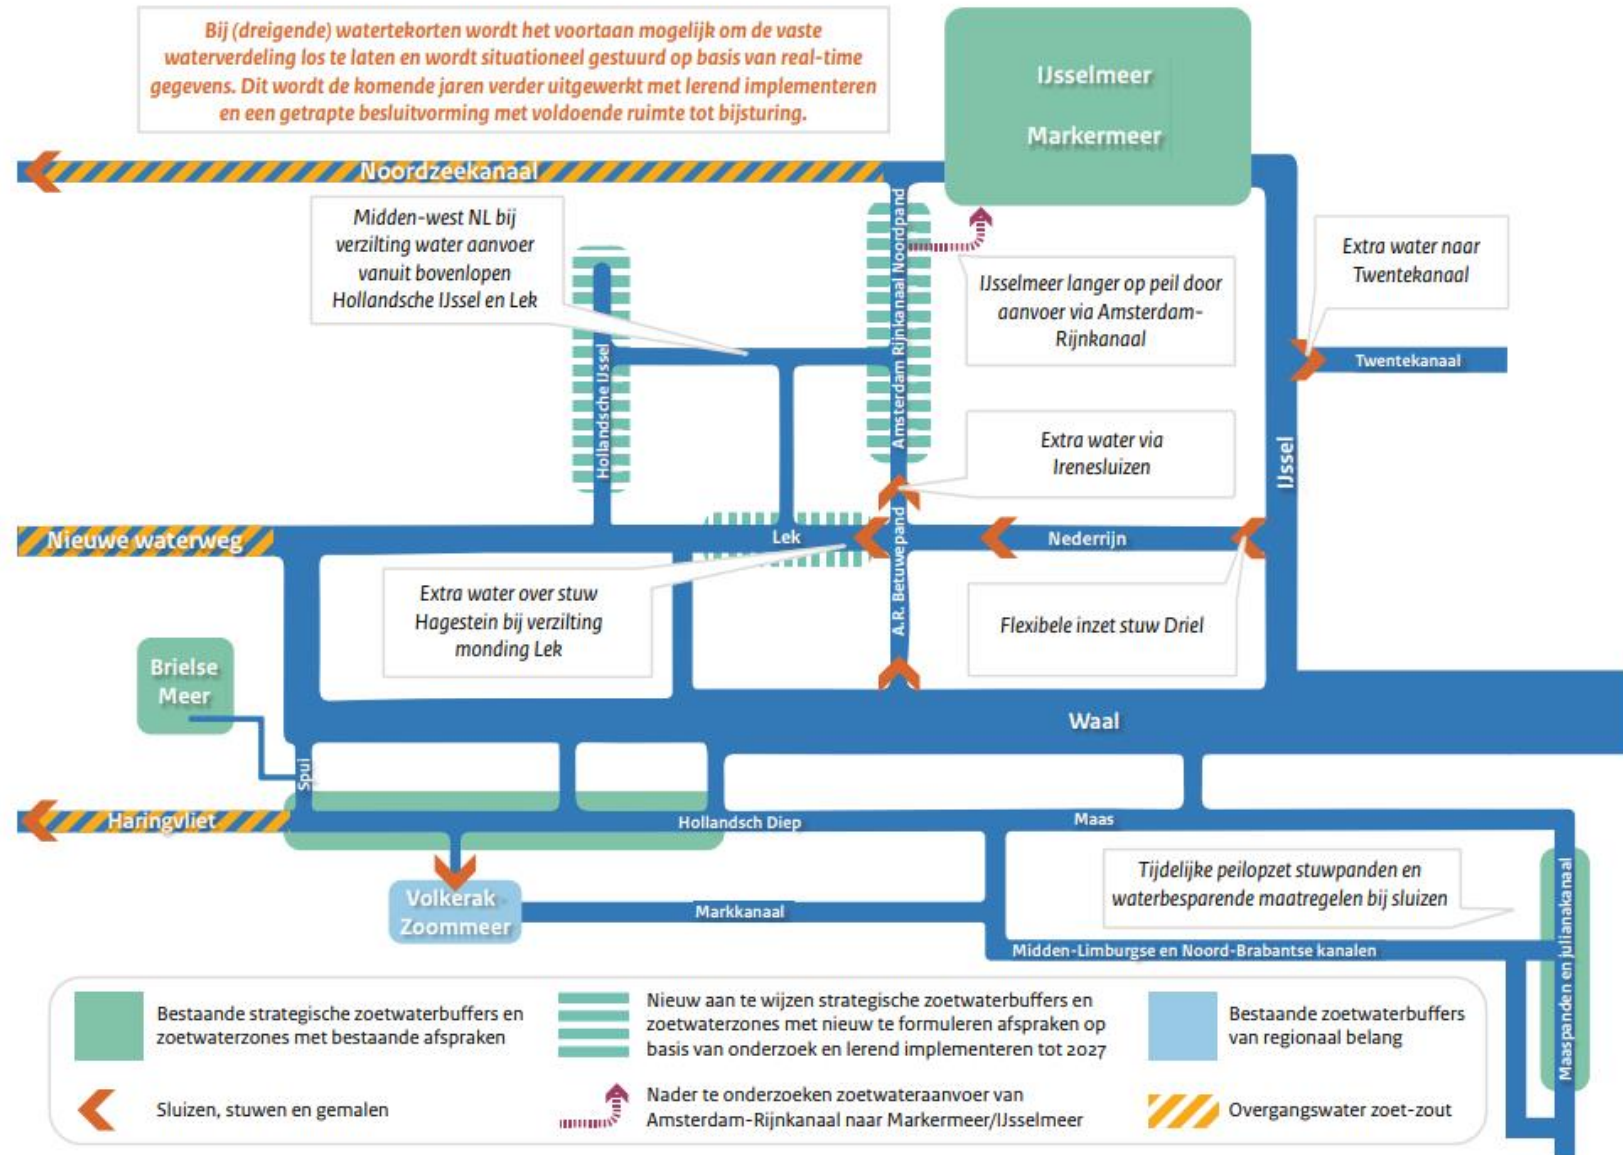 Bij (dreigende) watertekorten wordt het voortaan mogelijk om de vaste
waterverdeling los te laten en wordt situationeel gestuurd op basis van real-time
gegevens. Dit wordt de komende jaren verder uitgewerkt met lerend implementeren
en een getrapte besluitvorming met voldoende ruimte tot bijsturing.
IJsselmeer
Markermeer
Noordzeekanaal
Midden-west NL bij
verzilting water aanvoer
vanuit bovenlopen
Hollandsche IJssel en Lek
Amsterdam Rijnkanaal Noordpand
IJsselmeer langer op peil door
aanvoer via Amsterdam-
Rijnkanaal
Extra water naar
Twentekanaal
Twentekanaal
Hollandsche IJssel
Extra water via
Irenesluizen
IJssel
Nieuwe waterweg
Lek
Nederrijn
A.R. Betuwepand
Extra water over stuw
Hagestein bij verzilting
monding Lek
Flexibele inzet stuw Driel
Brielse
Meer
Waal
Spui
Haringvliet
Hollandsch Diep
Maas
Tijdelijke peilopzet stuwpanden en
waterbesparende maatregelen bij sluizen
Volkerak -
Zoommeer
Markkanaal
Midden-Limburgse en Noord-Brabantse kanalen
Maaspanden en julianakanaal
Bestaande strategische zoetwaterbuffers en
zoetwaterzones met bestaande afspraken
Nieuw aan te wijzen strategische zoetwaterbuffers en
zoetwaterzones met nieuw te formuleren afspraken op
basis van onderzoek en lerend implementeren tot 2027
Bestaande zoetwaterbuffers
van regionaal belang
Sluizen, stuwen en gemalen
Nader te onderzoeken zoetwateraanvoer van
Amsterdam-Rijnkanaal naar Markermeer/IJsselmeer
Overgangswater zoet-zout